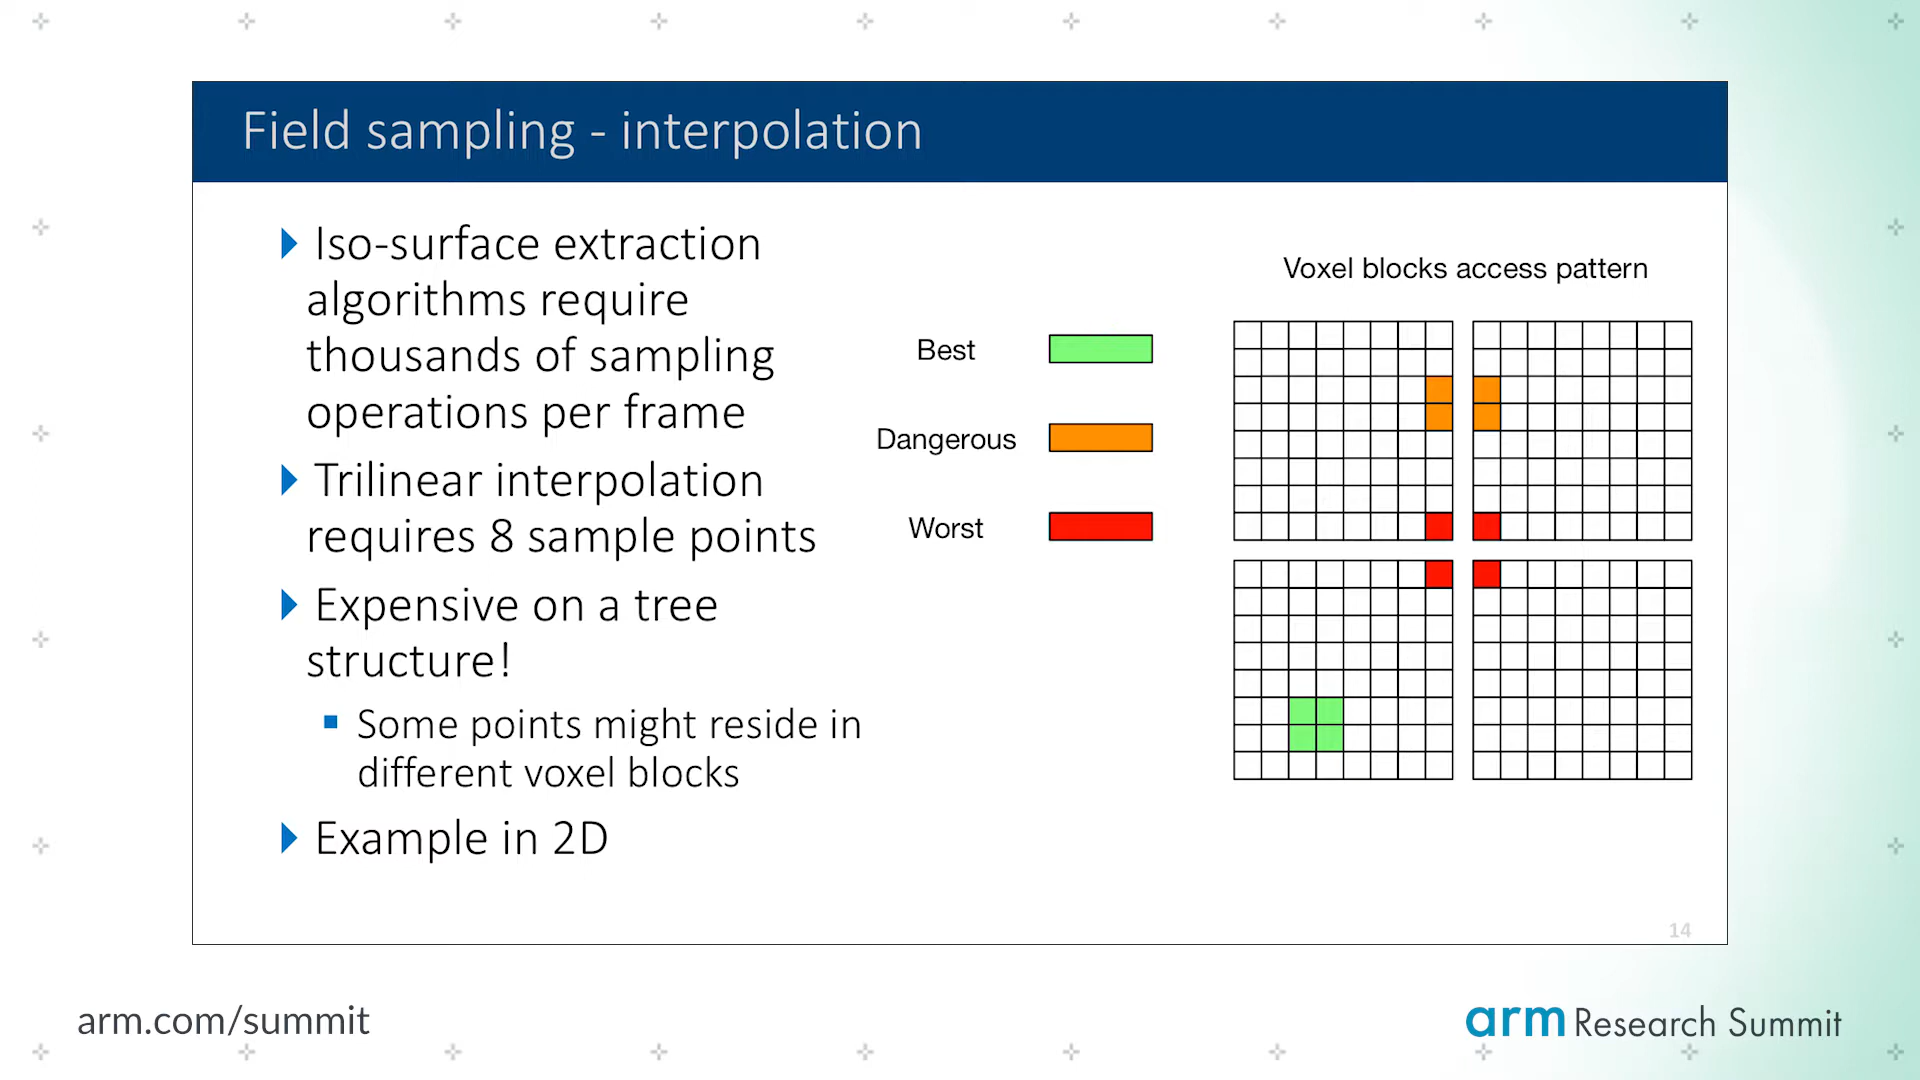 Field sampling - interpolation
Iso-surface extraction
algorithms require
thousands of sampling
operations per frame
Trilinear interpolation
requires 8 sample points
Expensive on a tree
structure!
Some points might reside in
different voxel blocks
Example in 2D
Voxel blocks access pattern
Best
Dangerous
Worst
14
arm.com/summit
arm Research Summit